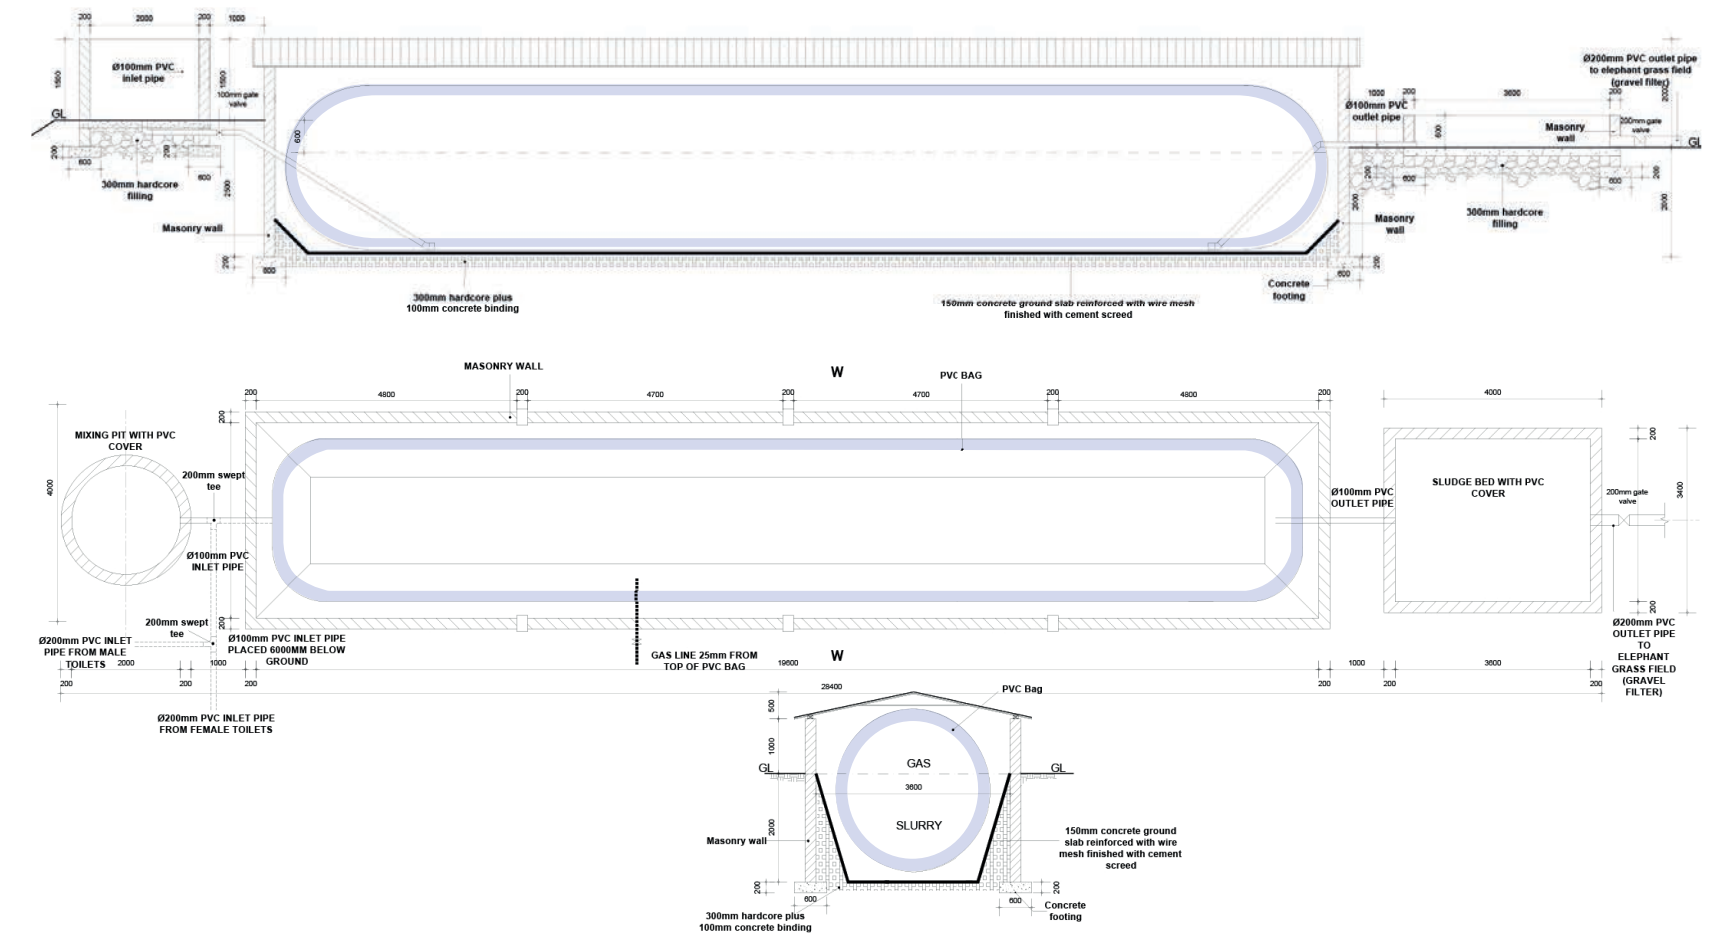 200
2000
200
1000
Ø100mm PVC
inlet pipe
1500
1500
100mm gate
valve
GL
600
200
600
200
600
2500
300mm hardcore
filling
Masonry wall
200
600
300mm hardcore plus
100mm concrete binding
150mm concrete ground slab reinforced with wire mesh
finished with cement screed
Concrete
footing
600
200
Masonry
wall
2000
200
600
Ø100mm PVC
outlet pipe
1000
200
3600
200
Ø200mm PVC outlet pipe
to elephant grass field
(gravel filter)
2000
600
Masonry
wall
200mm gate
valve
GL
600
200
300mm hardcore
filling
2000
MASONRY WALL
W
PVC BAG
200
4800
200
4700
200
4700
200
4800
200
4000
200
200
MIXING PIT WITH PVC
COVER
4000
200mm swept
tee
Ø100mm PVC
INLET PIPE
200mm swept
tee
200
Ø200mm PVC INLET
PIPE FROM MALE
TOILETS
Ø100mm PVC INLET PIPE
PLACED 6000MM BELOW
GROUND
GAS LINE 25mm FROM
TOP OF PVC BAG
W
Ø100mm PVC
OUTLET PIPE
SLUDGE BED WITH PVC
COVER
200mm gate
valve
3400
200
Ø200mm PVC
OUTLET PIPE
TO
ELEPHANT
GRASS FIELD
(GRAVEL
FILTER)
200
2000
200
1000
200
19600
200
1000
200
3600
200
28400
Ø200mm PVC INLET PIPE
FROM FEMALE TOILETS
PVC Bag
500
1000
GL
GAS
GL
3600
SLURRY
2000
Masonry wall
150mm concrete ground
slab reinforced with wire
mesh finished with cement
screed
200
600
200
600
300mm hardcore plus
100mm concrete binding
Concrete
footing